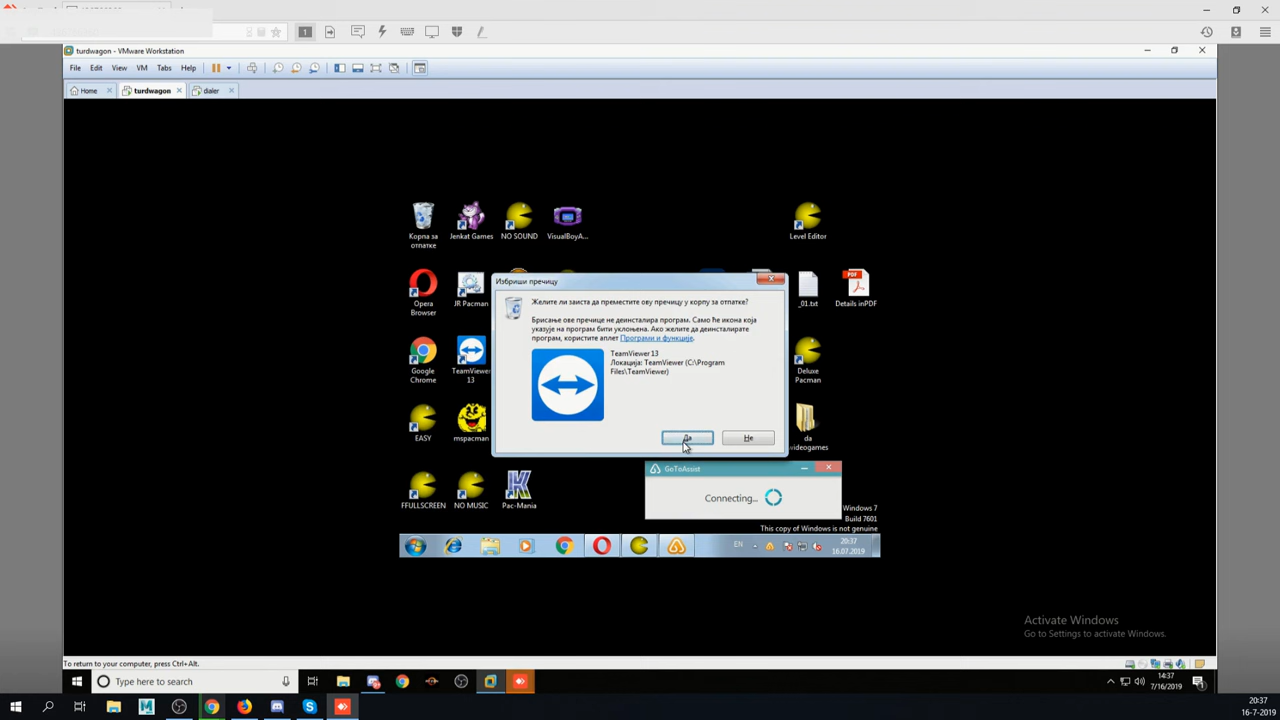 1
turdwagon - VMware Workstation
File Edit View VM Tabs Help
Home turdwagon dialer
Корпа за отпатке
Jenkat Games
NO SOUND
VisualBoyA...
Level Editor
Opera Browser
JR Pacman
_01.txt
Details inPDF
Google Chrome
TeamViewer 13
Deluxe Pacman
EASY
mspacman
da videogames
FFULLSCREEN
NO MUSIC
Pac-Mania
Избриши пречицу
Желите ли заиста да преместите ову пречицу у корпу за отпатке?
Брисање ове пречице не деинсталира програм. Само ће икона која
указује на програм бити уклоњена. Ако желите да деинсталирате
програм, користите аплет Програми и функције.
TeamViewer 13
Локација: TeamViewer (C:\Program
Files\TeamViewer)
Да Не
GoToAssist
Connecting...
Windows 7
Build 7601
This copy of Windows is not genuine
EN
20:37
16.07.2019
Activate Windows
Go to Settings to activate Windows.
To return to your computer, press Ctrl+Alt.
Type here to search
14:37
7/16/2019
20:37
16-7-2019